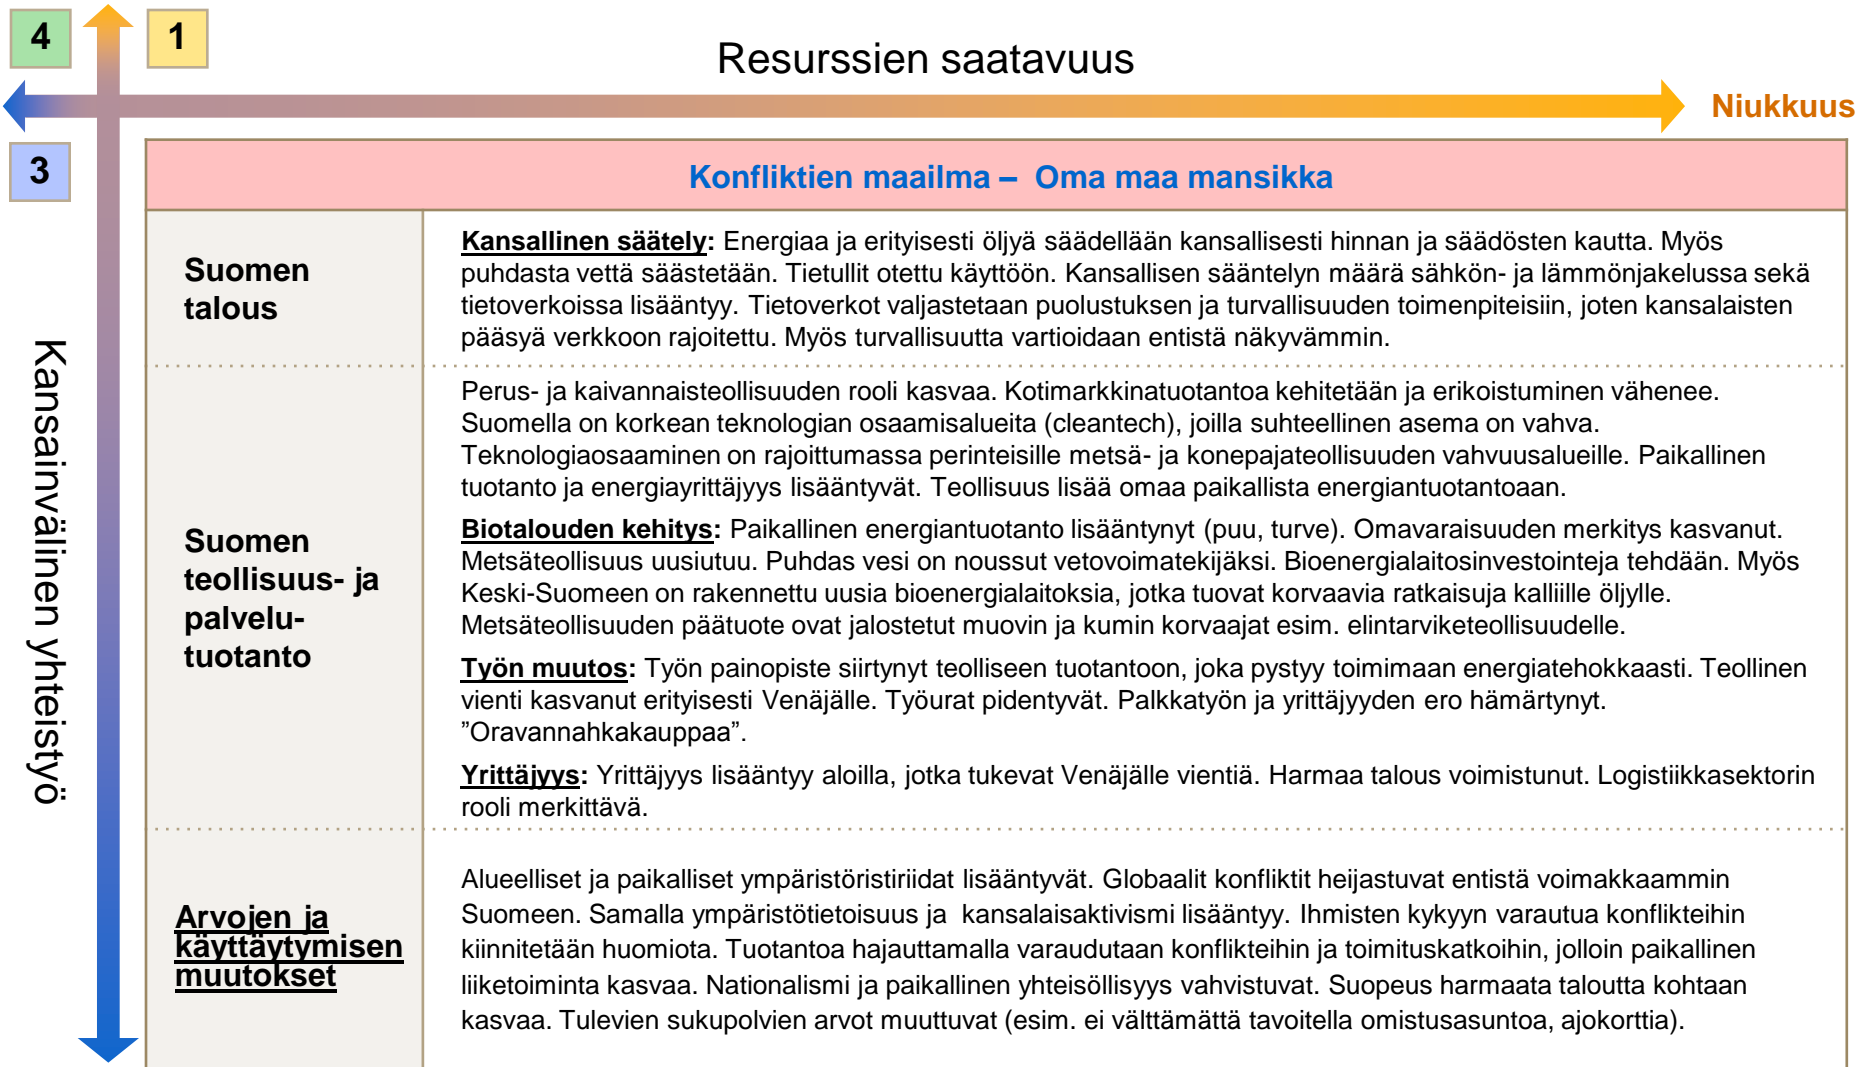 4
1
Resurssien saatavuus
Niukkuus
3
Kansainvälinen yhteistyö
Konfliktien maailma – Oma maa mansikka
Suomen
talous
Kansallinen säätely: Energiaa ja erityisesti öljyä säädellään kansallisesti hinnan ja säädösten kautta. Myös
puhdasta vettä säästetään. Tietullit otettu käyttöön. Kansallisen sääntelyn määrä sähkön- ja lämmönjakelussa sekä
tietoverkoissa lisääntyy. Tietoverkot valjastetaan puolustuksen ja turvallisuuden toimenpiteisiin, joten kansalaisten
pääsyä verkkoon rajoitettu. Myös turvallisuutta vartioidaan entistä näkyvämmin.
Suomen
teollisuus- ja
palvelu-
tuotanto
Perus- ja kaivannaisteollisuuden rooli kasvaa. Kotimarkkinatuotantoa kehitetään ja erikoistuminen vähenee.
Suomella on korkean teknologian osaamisalueita (cleantech), joilla suhteellinen asema on vahva.
Teknologiaosaaminen on rajoittumassa perinteisille metsä- ja konepajateollisuuden vahvuusalueille. Paikallinen
tuotanto ja energiayrittäjyys lisääntyvät. Teollisuus lisää omaa paikallista energiantuotantoaan.
Biotalouden kehitys: Paikallinen energiantuotanto lisääntynyt (puu, turve). Omavaraisuuden merkitys kasvanut.
Metsäteollisuus uusiutuu. Puhdas vesi on noussut vetovoimatekijäksi. Bioenergialaitosinvestointeja tehdään. Myös
Keski-Suomeen on rakennettu uusia bioenergialaitoksia, jotka tuovat korvaavia ratkaisuja kalliille öljylle.
Metsäteollisuuden päätuote ovat jalostetut muovin ja kumin korvaajat esim. elintarviketeollisuudelle.
Työn muutos: Työn painopiste siirtynyt teolliseen tuotantoon, joka pystyy toimimaan energiatehokkaasti. Teollinen
vienti kasvanut erityisesti Venäjälle. Työurat pidentyvät. Palkkatyön ja yrittäjyyden ero hämärtynyt.
”Oravannahkakauppaa”.
Yrittäjyys: Yrittäjyys lisääntyy aloilla, jotka tukevat Venäjälle vientiä. Harmaa talous voimistunut. Logistiikkasektorin
rooli merkittävä.
Arvojen ja
käyttäytymisen
muutokset
Alueelliset ja paikalliset ympäristöristiriidat lisääntyvät. Globaalit konfliktit heijastuvat entistä voimakkaammin
Suomeen. Samalla ympäristötietoisuus ja kansalaisaktivismi lisääntyy. Ihmisten kykyyn varautua konflikteihin
kiinnitetään huomiota. Tuotantoa hajauttamalla varaudutaan konflikteihin ja toimituskatkoihin, jolloin paikallinen
liiketoiminta kasvaa. Nationalismi ja paikallinen yhteisöllisyys vahvistuvat. Suopeus harmaata taloutta kohtaan
kasvaa. Tulevien sukupolvien arvot muuttuvat (esim. ei välttämättä tavoitella omistusasuntoa, ajokorttia).